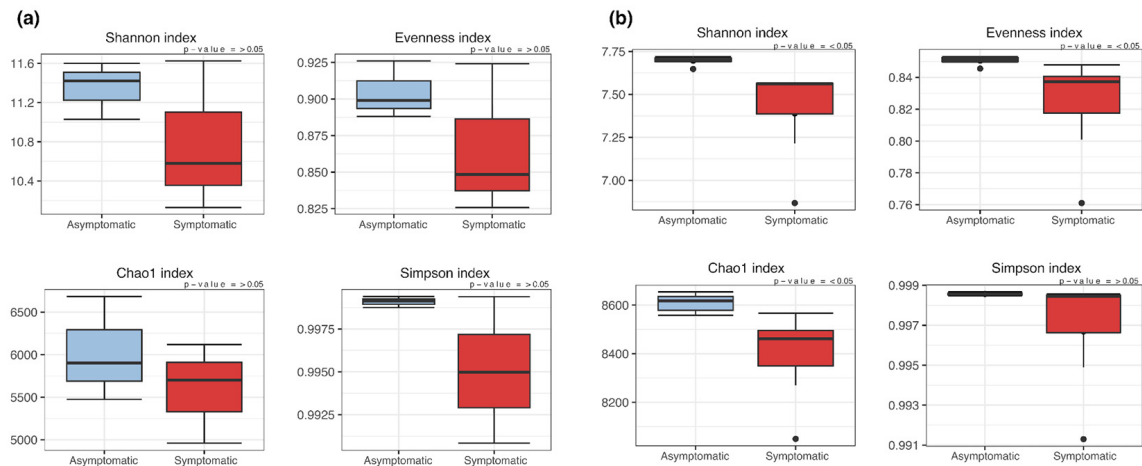 (a)
Shannon index
p-value = >0.05
11.6
11.2
10.8
10.4
Asymptomatic Symptomatic
Evenness index
p-value = >0.05
0.925
0.900
0.875
0.850
0.825
Asymptomatic Symptomatic
Chao1 index
p-value = >0.05
6500
6000
5500
5000
Asymptomatic Symptomatic
Simpson index
p-value = >0.05
0.9975
0.9950
0.9925
Asymptomatic Symptomatic
(b)
Shannon index
p-value = <0.05
7.75
7.50
7.25
7.00
Asymptomatic Symptomatic
Evenness index
p-value = <0.05
0.84
0.82
0.80
0.78
0.76
Asymptomatic Symptomatic
Chao1 index
p-value = <0.05
8600
8400
8200
Asymptomatic Symptomatic
Simpson index
p-value = >0.05
0.999
0.997
0.995
0.993
0.991
Asymptomatic Symptomatic